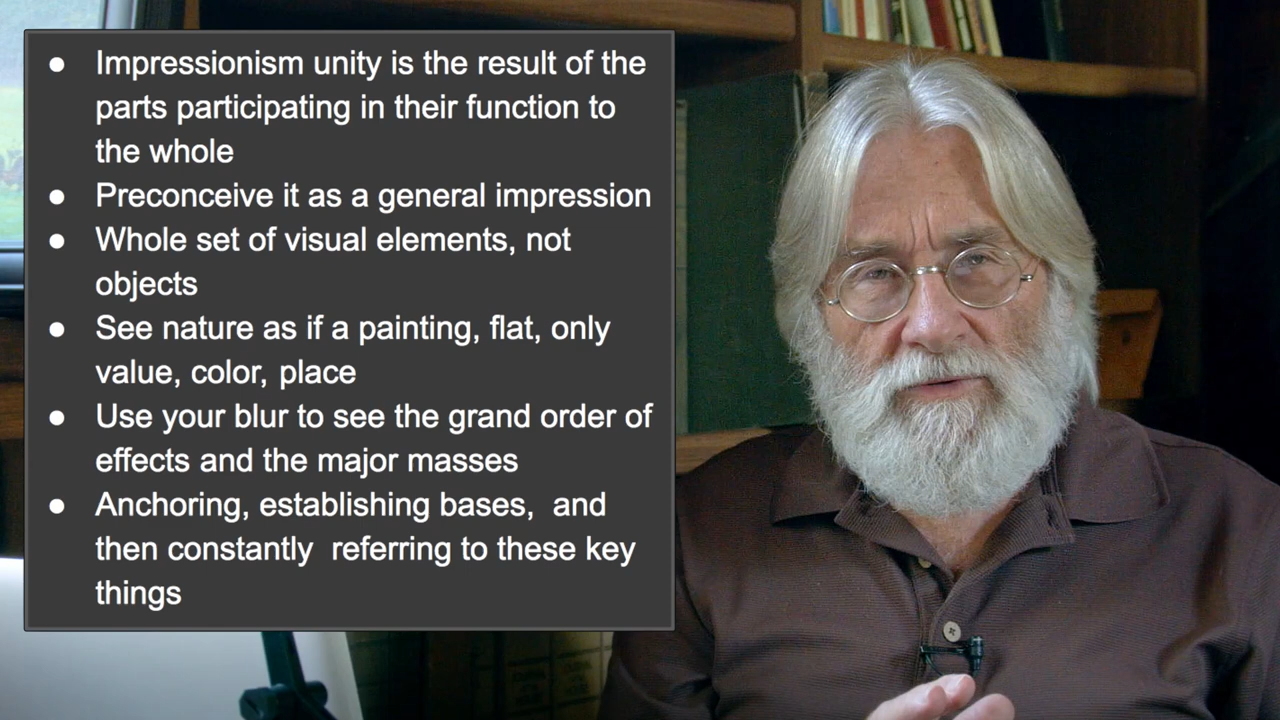 ● Impressionism unity is the result of the
parts participating in their function to
the whole
● Preconceive it as a general impression
● Whole set of visual elements, not
objects
● See nature as if a painting, flat, only
value, color, place
● Use your blur to see the grand order of
effects and the major masses
● Anchoring, establishing bases,  and
then constantly  referring to these key
things